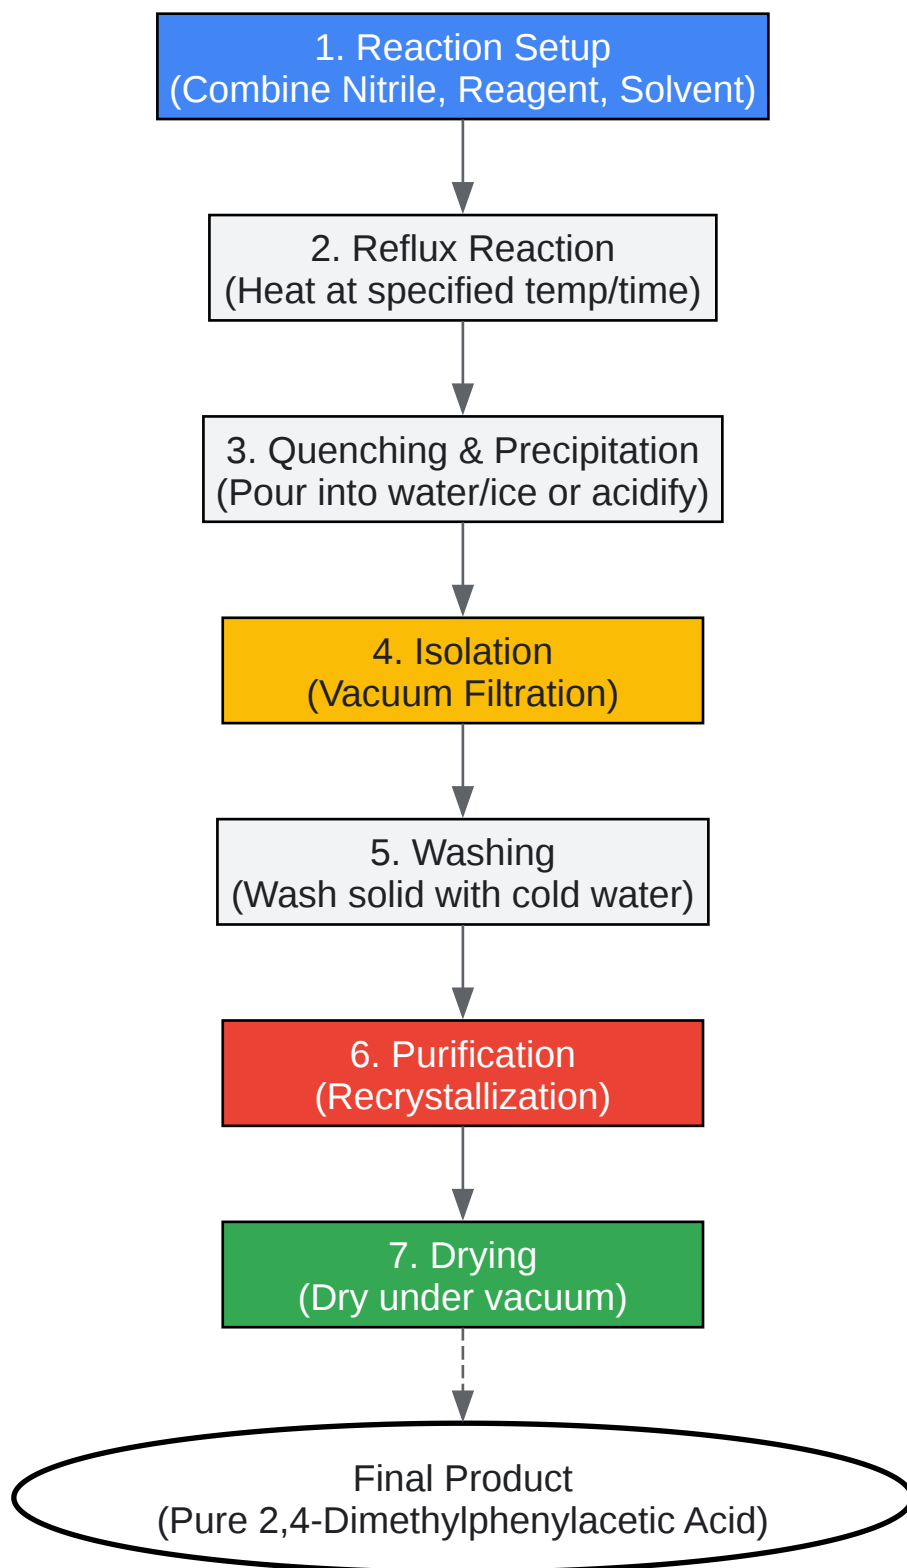 1. Reaction Setup
(Combine Nitrile, Reagent, Solvent)
2. Reflux Reaction
(Heat at specified temp/time)
3. Quenching & Precipitation
(Pour into water/ice or acidify)
4. Isolation
(Vacuum Filtration)
5. Washing
(Wash solid with cold water)
6. Purification
(Recrystallization)
7. Drying
(Dry under vacuum)
Final Product
(Pure 2,4-Dimethylphenylacetic Acid)